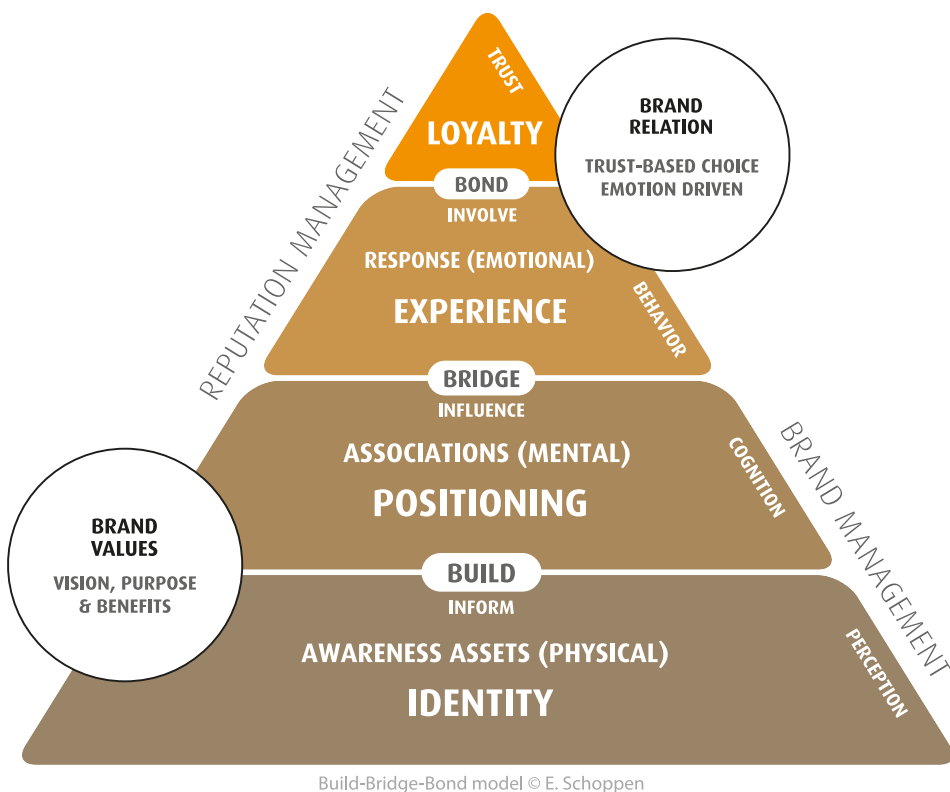 TRUST
LOYALTY
BRAND
RELATION
TRUST-BASED CHOICE
EMOTION DRIVEN
REPUTATION MANAGEMENT
BOND
INVOLVE
RESPONSE (EMOTIONAL)
EXPERIENCE
BEHAVIOR
BRIDGE
INFLUENCE
ASSOCIATIONS (MENTAL)
POSITIONING
COGNITION
BRAND MANAGEMENT
BRAND
VALUES
VISION, PURPOSE
& BENEFITS
BUILD
INFORM
AWARENESS ASSETS (PHYSICAL)
IDENTITY
PERCEPTION
Build-Bridge-Bond model © E. Schoppen